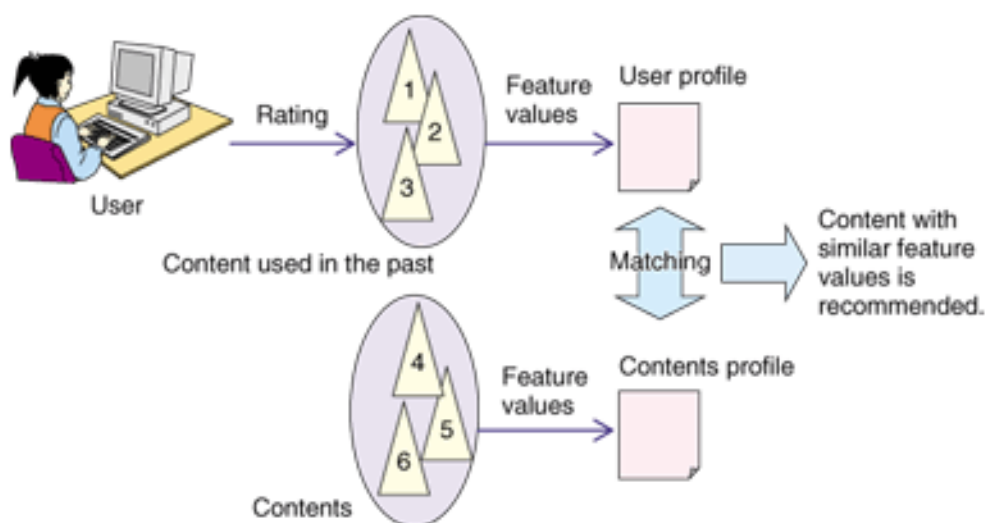 User
Rating
1
2
3
Content used in the past
Feature
values
User profile
Matching
Content with
similar feature
values is
recommended.
4
5
6
Contents
Feature
values
Contents profile